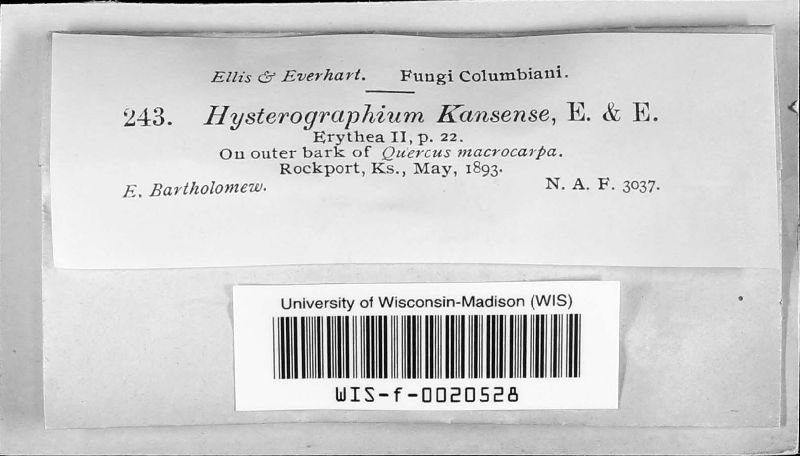 Ellis & Everhart. Fungi Columbiani.
243. Hysterographium Kansense, E. & E.
Erythea II, p. 22.
On outer bark of Quercus macrocarpa.
Rockport, Ks., May, 1893.
E. Bartholomew. N. A. F. 3037.
University of Wisconsin-Madison (WIS)
WIS-f-0020528